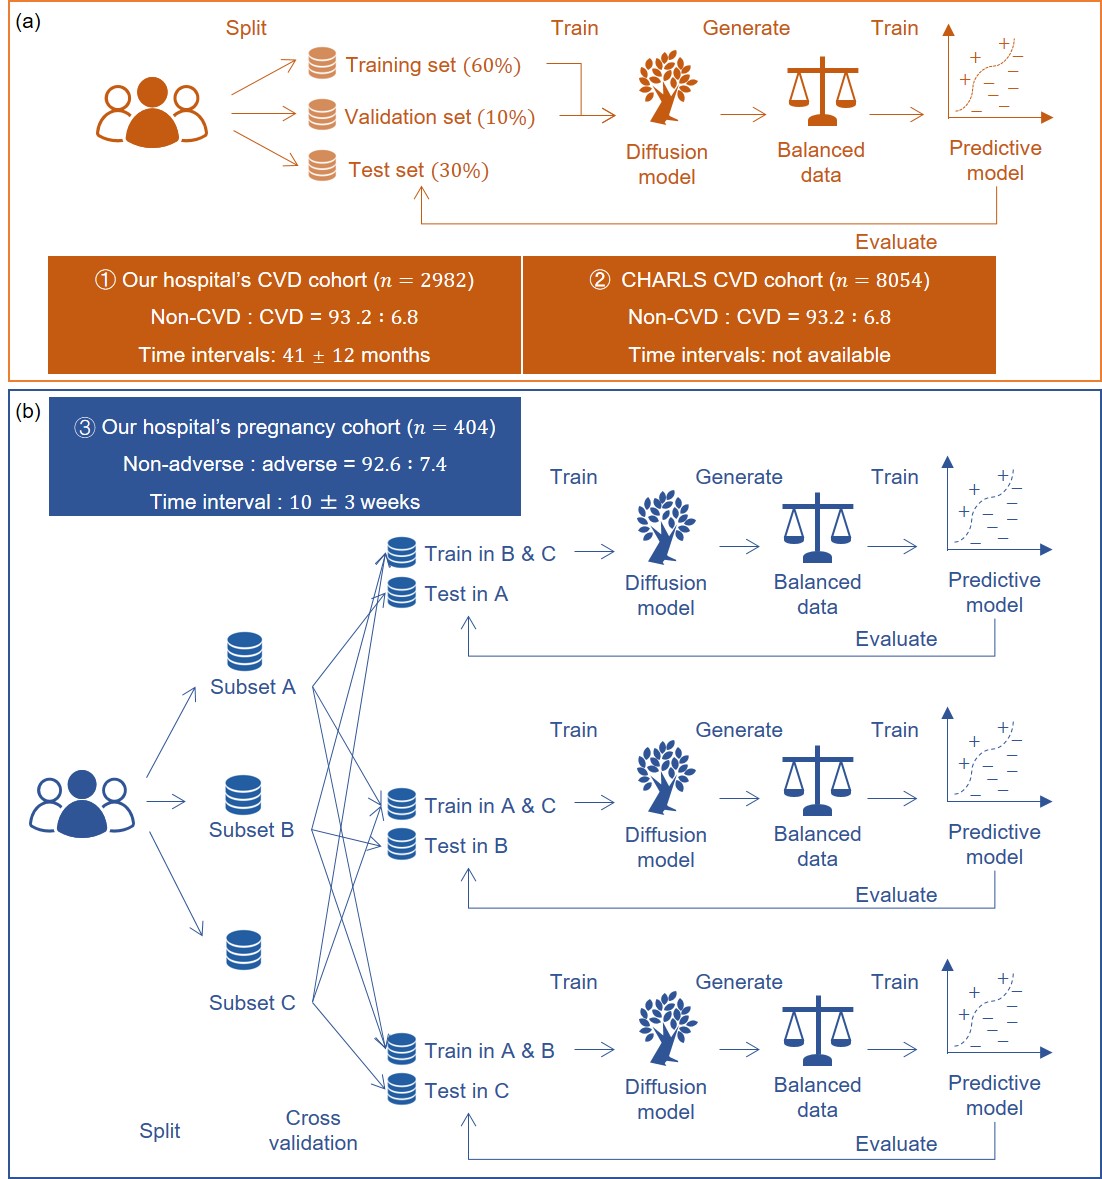 (a)
Split
Train
Generate
Train
Training set (60%)
Validation set (10%)
Test set (30%)
Diffusion
model
Balanced
data
Predictive
model
Evaluate
① Our hospital's CVD cohort (n = 2982)
Non-CVD : CVD = 93 .2 : 6.8
Time intervals: 41 ± 12 months
② CHARLS CVD cohort (n = 8054)
Non-CVD : CVD = 93.2 : 6.8
Time intervals: not available
(b)
③ Our hospital's pregnancy cohort (n = 404)
Non-adverse : adverse = 92.6 : 7.4
Time interval : 10 ± 3 weeks
Train
Generate
Train
Train in B & C
Test in A
Diffusion
model
Balanced
data
Predictive
model
Evaluate
Subset A
Subset B
Subset C
Train
Generate
Train
Train in A & C
Test in B
Diffusion
model
Balanced
data
Predictive
model
Evaluate
Train
Generate
Train
Train in A & B
Test in C
Diffusion
model
Balanced
data
Predictive
model
Evaluate
Split
Cross
validation